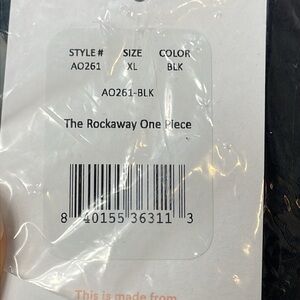 STYLE # SIZE COLOR
AO261 XL BLK
AO261-BLK
The Rockaway One Piece
8 40155 36311 3
This is made from